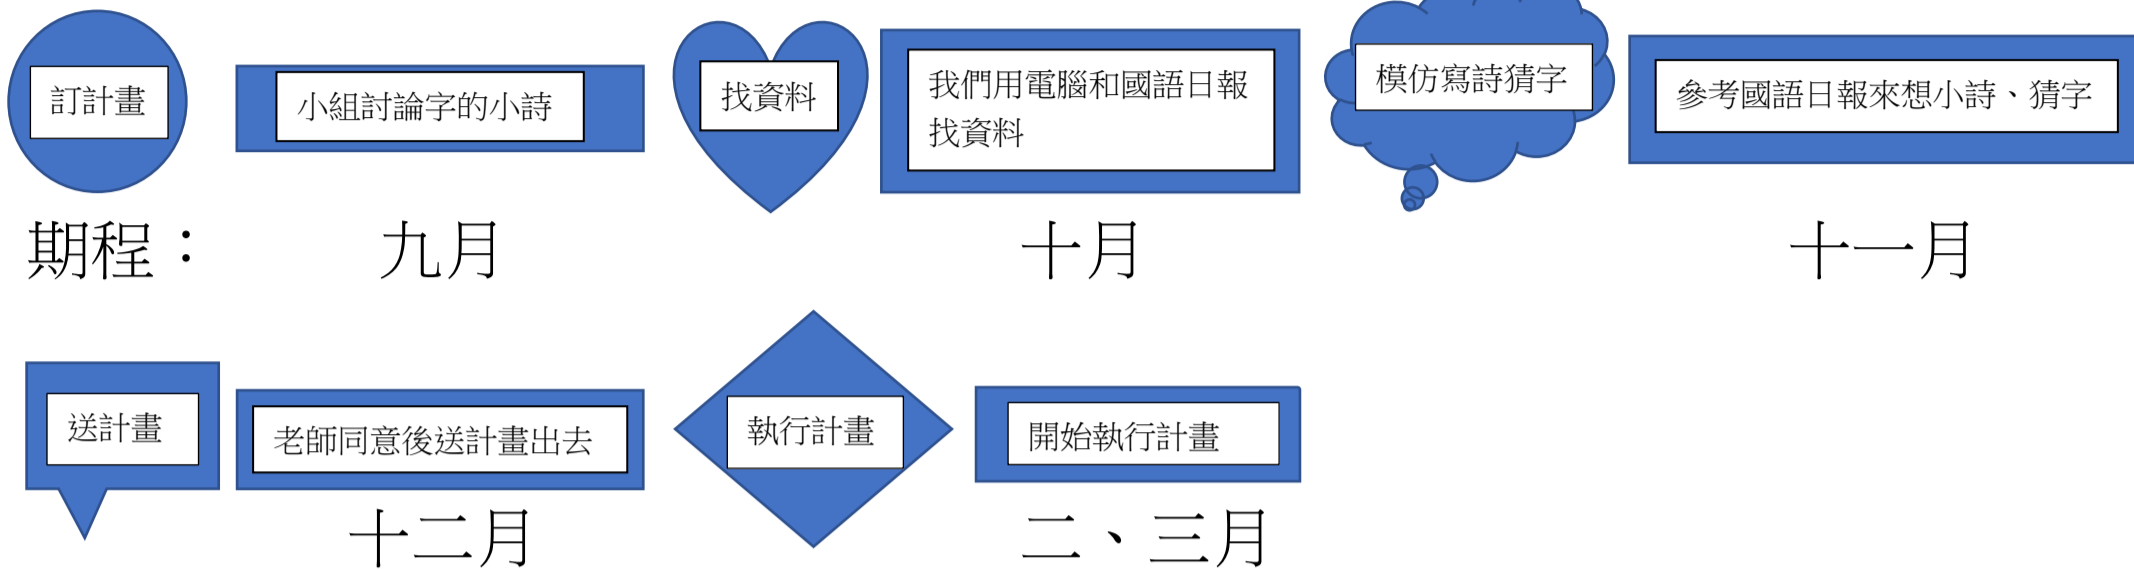 訂計畫
小組討論字的小詩
找資料
我們用電腦和國語日報
找資料
模仿寫詩猜字
參考國語日報來想小詩、猜字
期程：
九月
十月
十一月
送計畫
老師同意後送計畫出去
執行計畫
開始執行計畫
十二月
二、三月